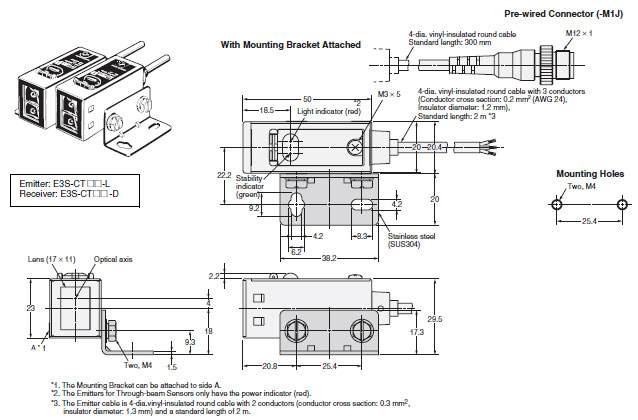 Pre-wired Connector (-M1J)
With Mounting Bracket Attached
4-dia. vinyl-insulated round cable
Standard length: 300 mm
M12 × 1
50
*2
M3 × 5
4-dia. vinyl-insulated round cable with 3 conductors
(Conductor cross section: 0.2 mm² (AWG 24),
Insulator diameter: 1.2 mm),
Standard length: 2 m *3
18.5
Light indicator (red)
20
20.4
Emitter: E3S-CT□□-L
Receiver: E3S-CT□□-D
22.2
Stability
indicator
(green)
9.2
4.2
20
Mounting Holes
Two, M4
25.4
4.2
8.3
Stainless steel
(SUS304)
6.2
38.2
Lens (17 × 11)
Optical axis
2.2
23
4
18
9.3
A *1
Two, M4
1.5
29.5
17.3
20.8
25.4
*1. The Mounting Bracket can be attached to side A.
*2. The Emitters for Through-beam Sensors only have the power indicator (red).
*3. The Emitter cable is 4-dia.vinyl-insulated round cable with 2 conductors (conductor cross section: 0.3 mm²,
insulator diameter: 1.3 mm) and a standard length of 2 m.